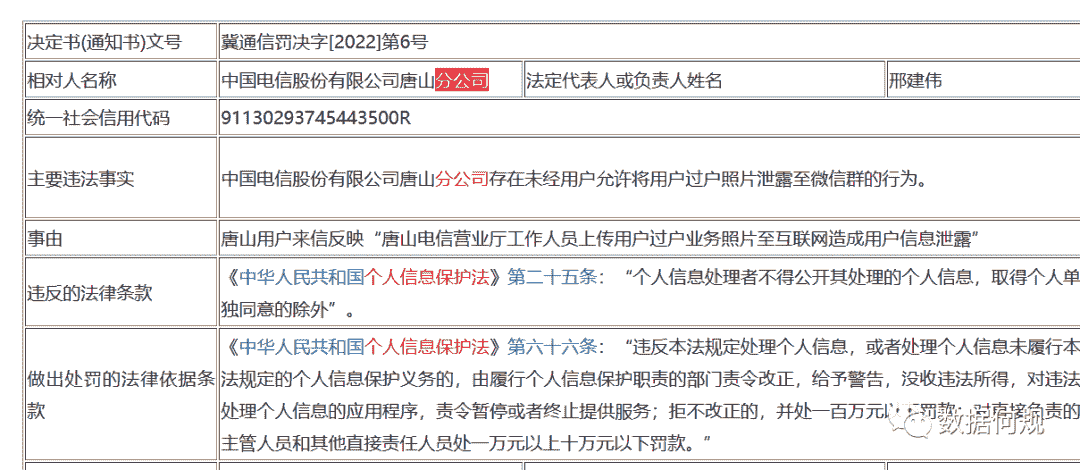 决定书(通知书)文号 冀通信罚决字[2022]第6号
相对人名称 中国电信股份有限公司唐山分公司 法定代表人或负责人姓名 邢建伟
统一社会信用代码 91130293745443500R
主要违法事实 中国电信股份有限公司唐山分公司存在未经用户允许将用户过户照片泄露至微信群的行为。
事由 唐山用户来信反映“唐山电信营业厅工作人员上传用户过户业务照片至互联网造成用户信息泄露”
违反的法律条款
《中华人民共和国个人信息保护法》第二十五条：“个人信息处理者不得公开其处理的个人信息，取得个人单
独同意的除外”。
做出处罚的法律依据条
款
《中华人民共和国个人信息保护法》第六十六条：“违反本法规定处理个人信息，或者处理个人信息未履行本
法规定的个人信息保护义务的，由履行个人信息保护职责的部门责令改正，给予警告，没收违法所得，对违法
处理个人信息的应用程序，责令暂停或者终止提供服务；拒不改正的，并处一百万元以下罚款；对直接负责的
主管人员和其他直接责任人员处一万元以上十万元以下罚款。”
数据何规